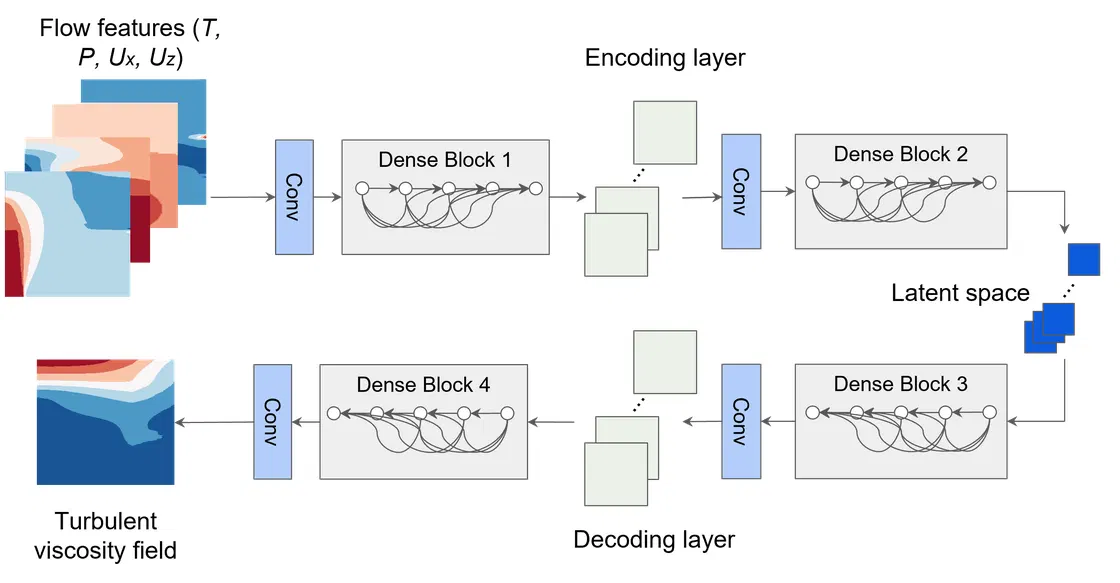 Flow features (T,
P, Ux, Uz)
Encoding layer
Conv
Dense Block 1
Conv
Dense Block 2
Latent space
Dense Block 4
Conv
Conv
Dense Block 3
Turbulent
viscosity field
Decoding layer